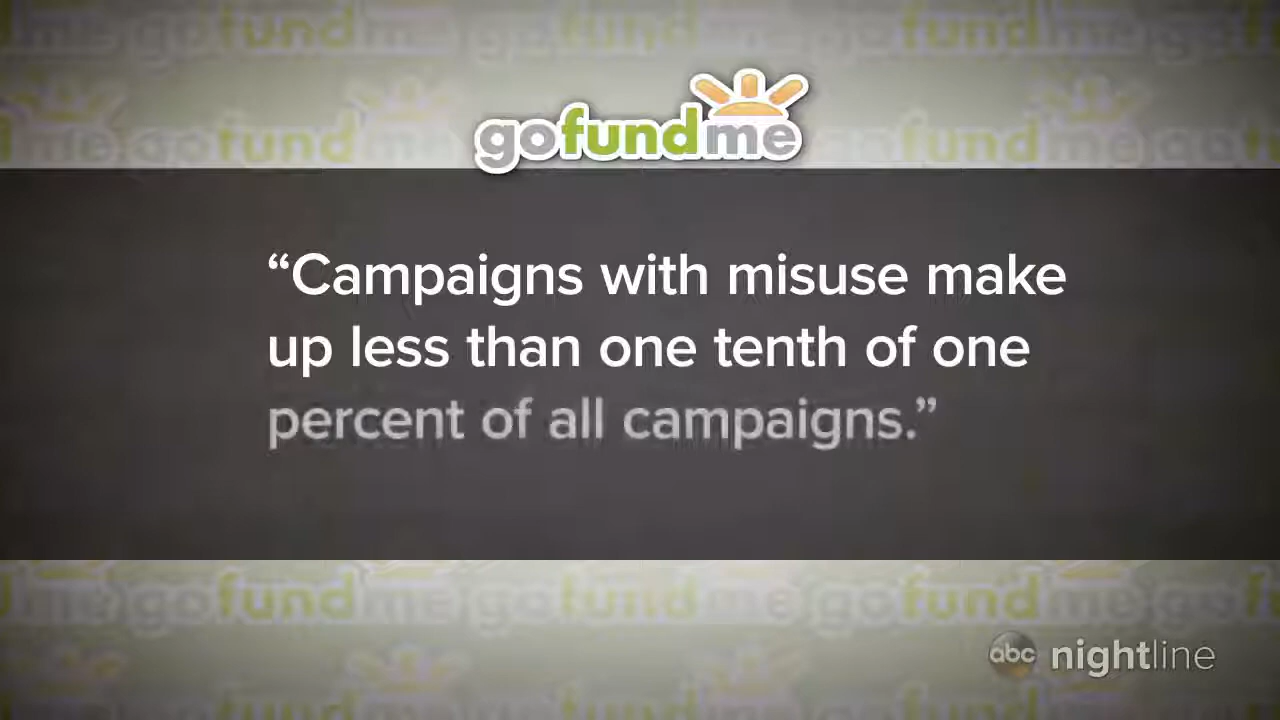 gofundme
“Campaigns with misuse make
up less than one tenth of one
percent of all campaigns.”
abc nightline